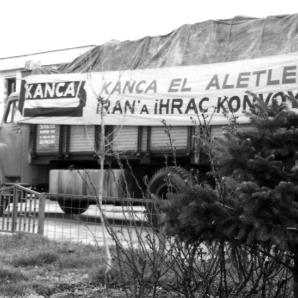 KANCA
KANCA EL ALETLE
İRAN'A İHRAÇ KONVOY